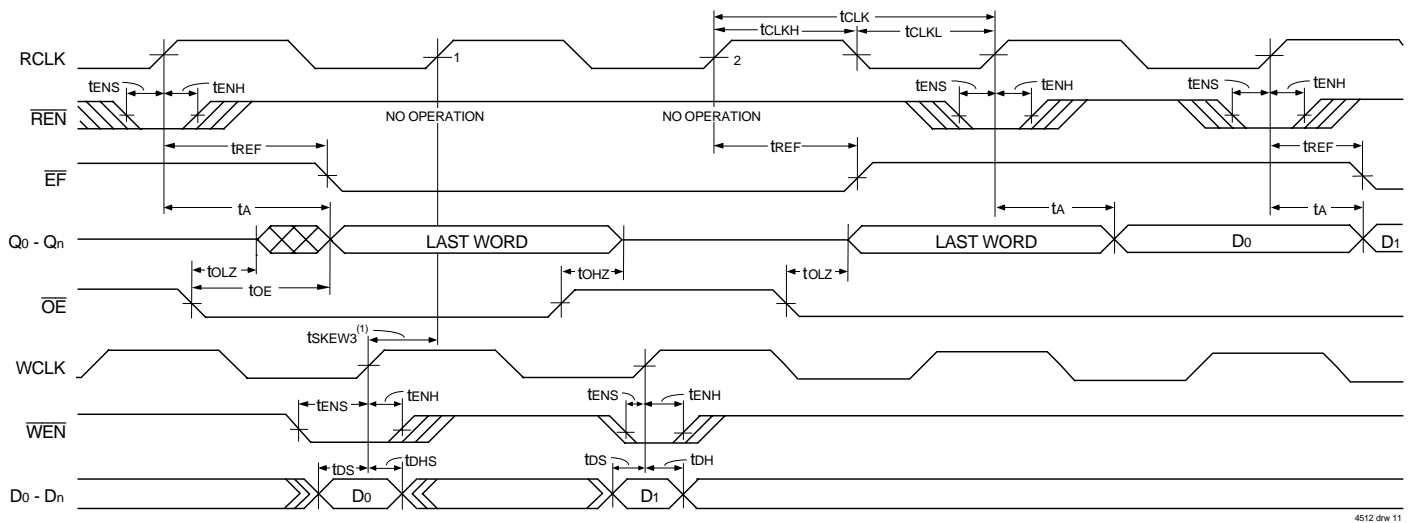 tCLK
tCLKH tCLKL
RCLK 1 2
tENS tENH tENS tENH tENS tENH
REN NO OPERATION NO OPERATION
tREF tREF tREF
EF
tA tA tA
Q0 - Qn LAST WORD LAST WORD D0 D1
tOLZ tOHZ tOLZ
tOE
OE
tSKEW3(1)
WCLK
tENS tENH tENS tENH
WEN
tDS tDHS tDS tDH
D0 - Dn D0 D1
4512 drw 11